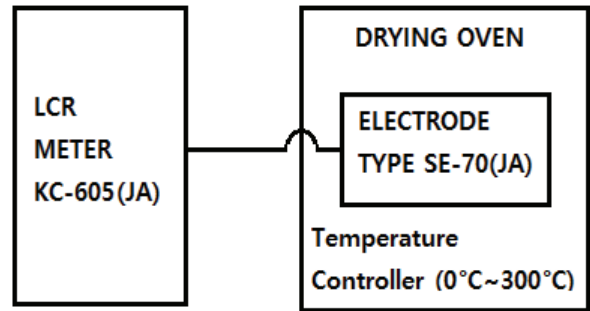 LCR
METER
KC-605(JA)
DRYING OVEN
ELECTRODE
TYPE SE-70(JA)
Temperature
Controller (0°C~300°C)